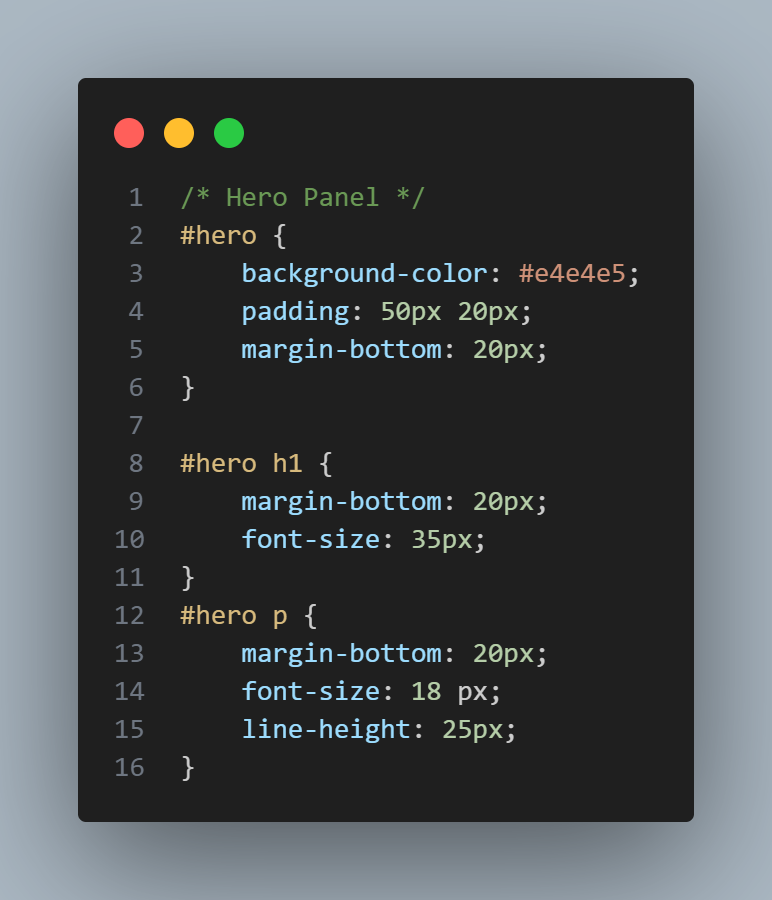 1 /* Hero Panel */
2 #hero {
3     background-color: #e4e4e5;
4     padding: 50px 20px;
5     margin-bottom: 20px;
6 }
7
8 #hero h1 {
9     margin-bottom: 20px;
10     font-size: 35px;
11 }
12 #hero p {
13     margin-bottom: 20px;
14     font-size: 18 px;
15     line-height: 25px;
16 }